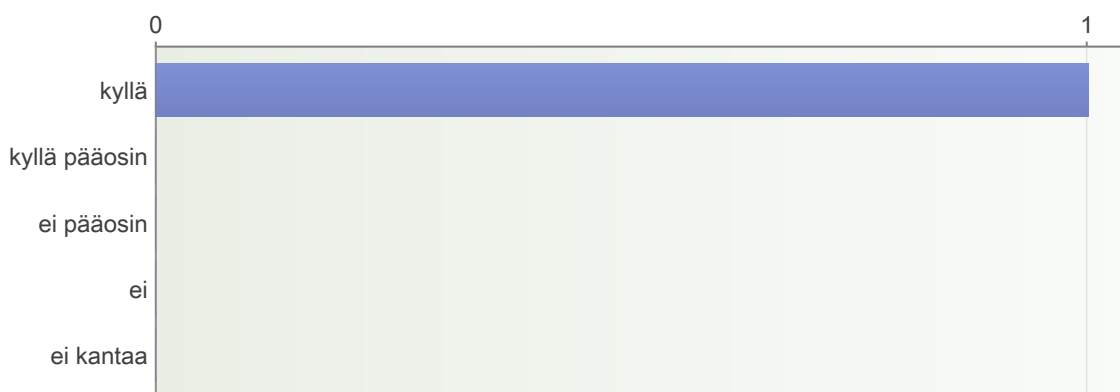 0 1
kyllä
kyllä pääosin
ei pääosin
ei
ei kantaa